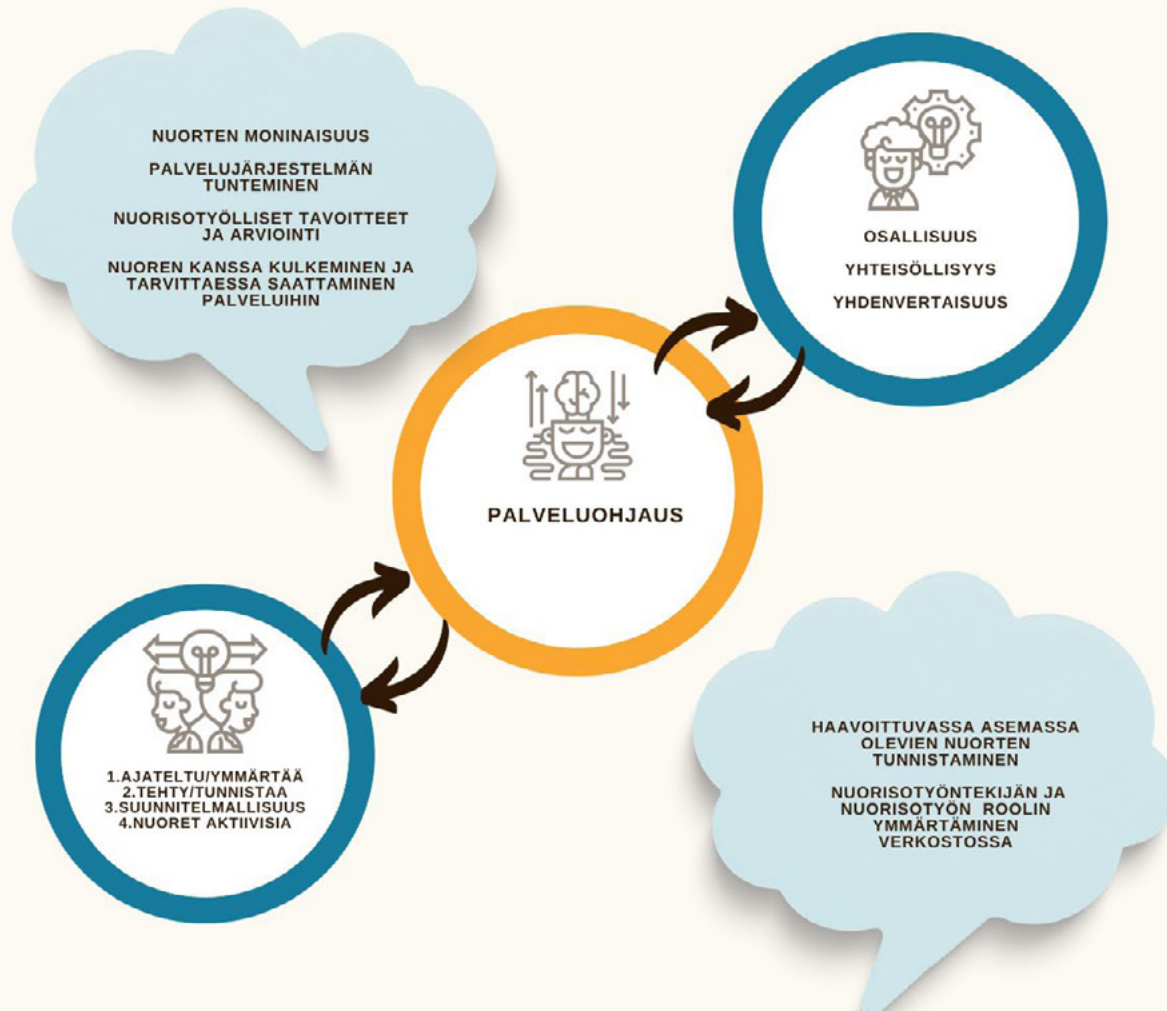 NUORTEN MONINAISUUS
PALVELUJÄRJESTELMÄN
TUNTEMINEN
NUORISOTYÖLLISET TAVOITTEET
JA ARVIOINTI
NUOREN KANSSA KULKEMINEN JA
TARVITTAESSA SAATTAMINEN
PALVELUIHIN
OSALLISUUS
YHTEISÖLLISYYS
YHDENVERTAISUUS
PALVELUOHJAUS
1.AJATELTU/YMMÄRTÄÄ
2.TEHTY/TUNNISTAA
3.SUUNNITELMALLISUUS
4.NUORET AKTIIVISIA
HAAVOITTUVASSA ASEMASSA
OLEVIEN NUORTEN
TUNNISTAMINEN
NUORISOTYÖNTEKIJÄN JA
NUORISOTYÖN ROOLIN
YMMÄRTÄMINEN
VERKOSTOSSA